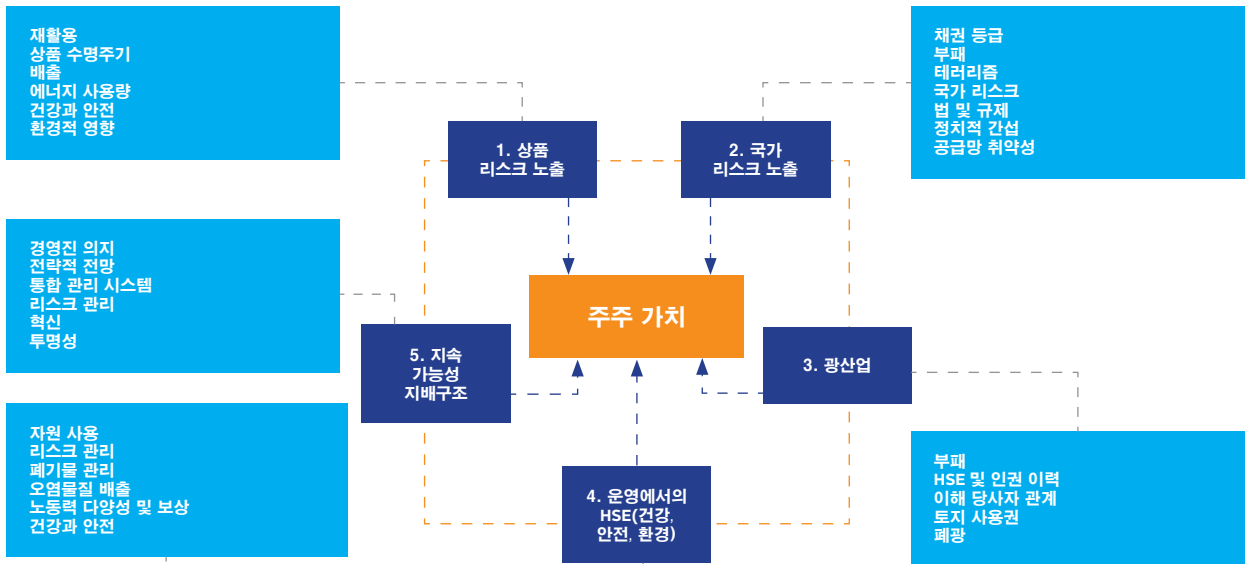 재활용
상품 수명주기
배출
에너지 사용량
건강과 안전
환경적 영향
채권 등급
부패
테러리즘
국가 리스크
법 및 규제
정치적 간섭
공급망 취약성
1. 상품
리스크 노출
2. 국가
리스크 노출
경영진 의지
전략적 전망
통합 관리 시스템
리스크 관리
혁신
투명성
주주 가치
5. 지속
가능성
지배구조
3. 광산업
자원 사용
리스크 관리
폐기물 관리
오염물질 배출
노동력 다양성 및 보상
건강과 안전
4. 운영에서의
HSE(건강,
안전, 환경)
부패
HSE 및 인권 이력
이해 당사자 관계
토지 사용권
폐광